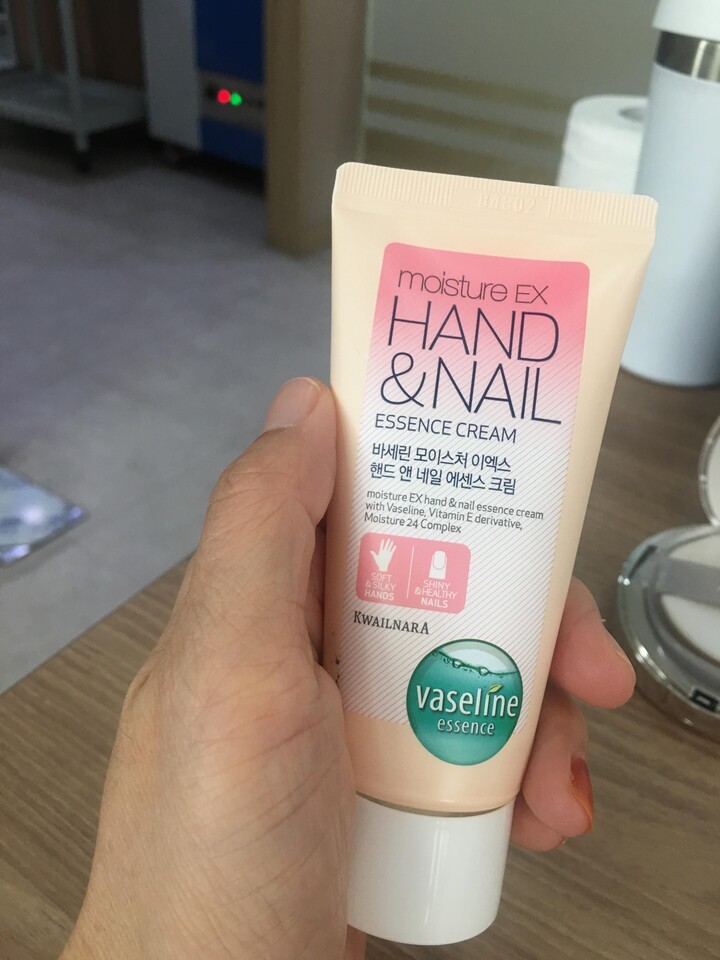 moisture EX
HAND
&NAIL
ESSENCE CREAM
바세린 모이스처 이엑스
핸드 앤 네일 에센스 크림
moisture EX hand & nail essence cream
with Vaseline, Vitamin E derivative,
Moisture 24 Complex
SOFT
& SILKY
HANDS
SHINY
& HEALTHY
NAILS
KWAILNARA
vaseline
essence